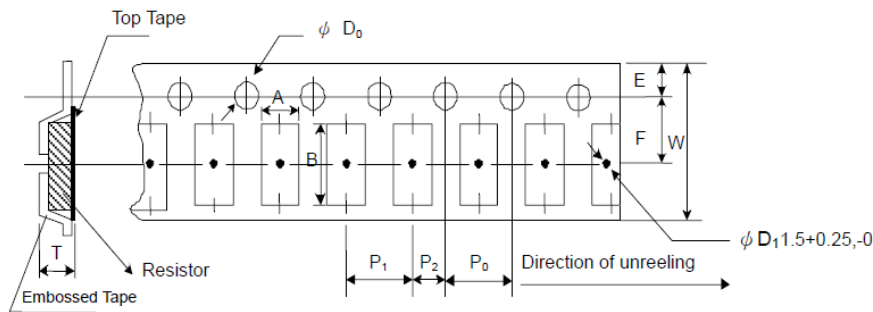 Top Tape
ϕ D₀
A
E
B
F
W
T
Resistor
Embossed Tape
P₁
P₂
P₀
Direction of unreeling
ϕ D₁1.5+0.25,-0